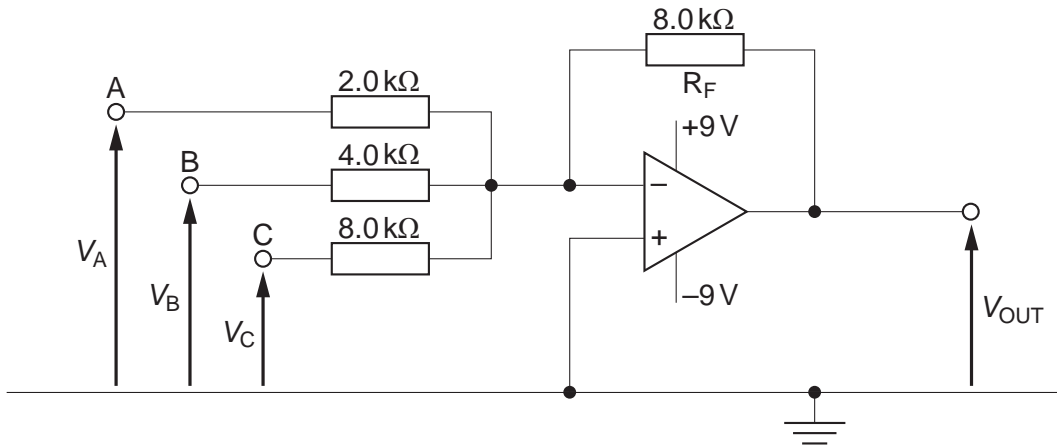 8.0 kΩ
R_F
A
2.0 kΩ
+9 V
B
4.0 kΩ
–
C
8.0 kΩ
+
V_A
V_B
V_C
–9 V
V_OUT